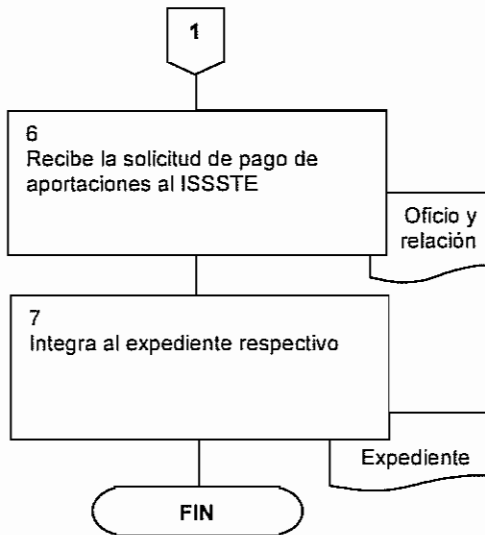 1
6
Recibe la solicitud de pago de
aportaciones al ISSSTE
Oficio y
relación
7
Integra al expediente respectivo
Expediente
FIN